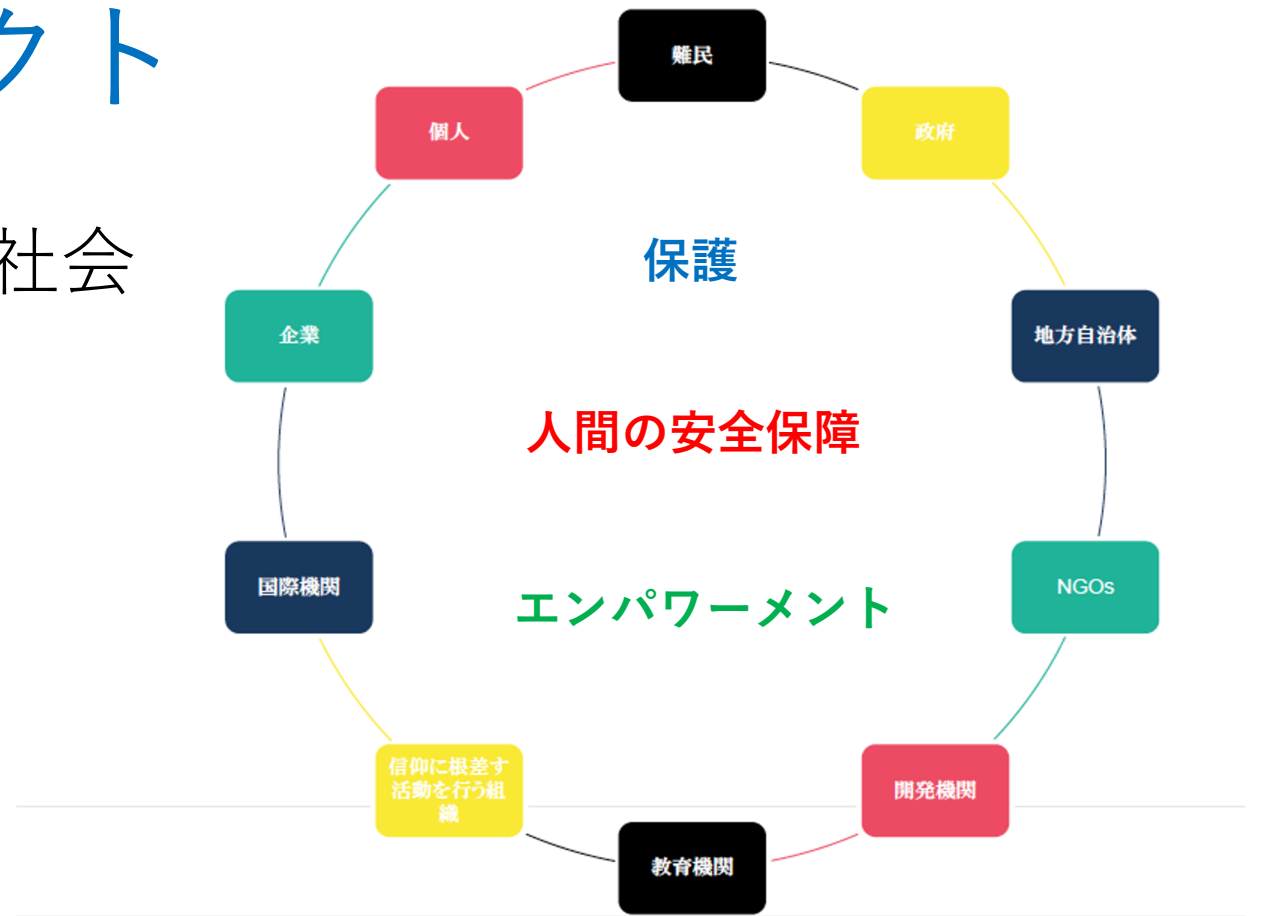 クト
社会
難民
個人
政府
保護
企業
地方自治体
人間の安全保障
国際機関
NGOs
エンパワーメント
信仰に根差す
活動を行う組
織
開発機関
教育機関